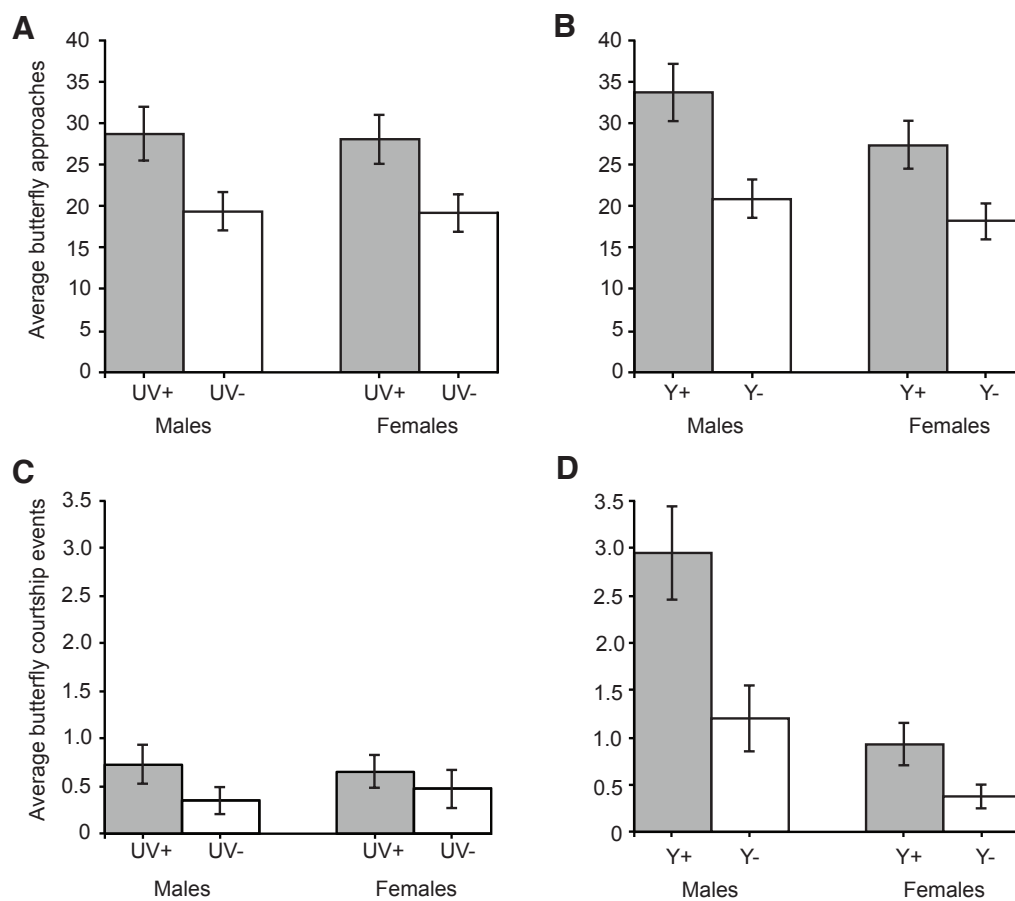 A
Average butterfly approaches
40
35
30
25
20
15
10
5
0
UV+ UV- UV+ UV-
Males Females
B
40
35
30
25
20
15
10
5
0
Y+ Y- Y+ Y-
Males Females
C
Average butterfly courtship events
3.5
3.0
2.5
2.0
1.5
1.0
0.5
0
UV+ UV- UV+ UV-
Males Females
D
3.5
3.0
2.5
2.0
1.5
1.0
0.5
0
Y+ Y- Y+ Y-
Males Females